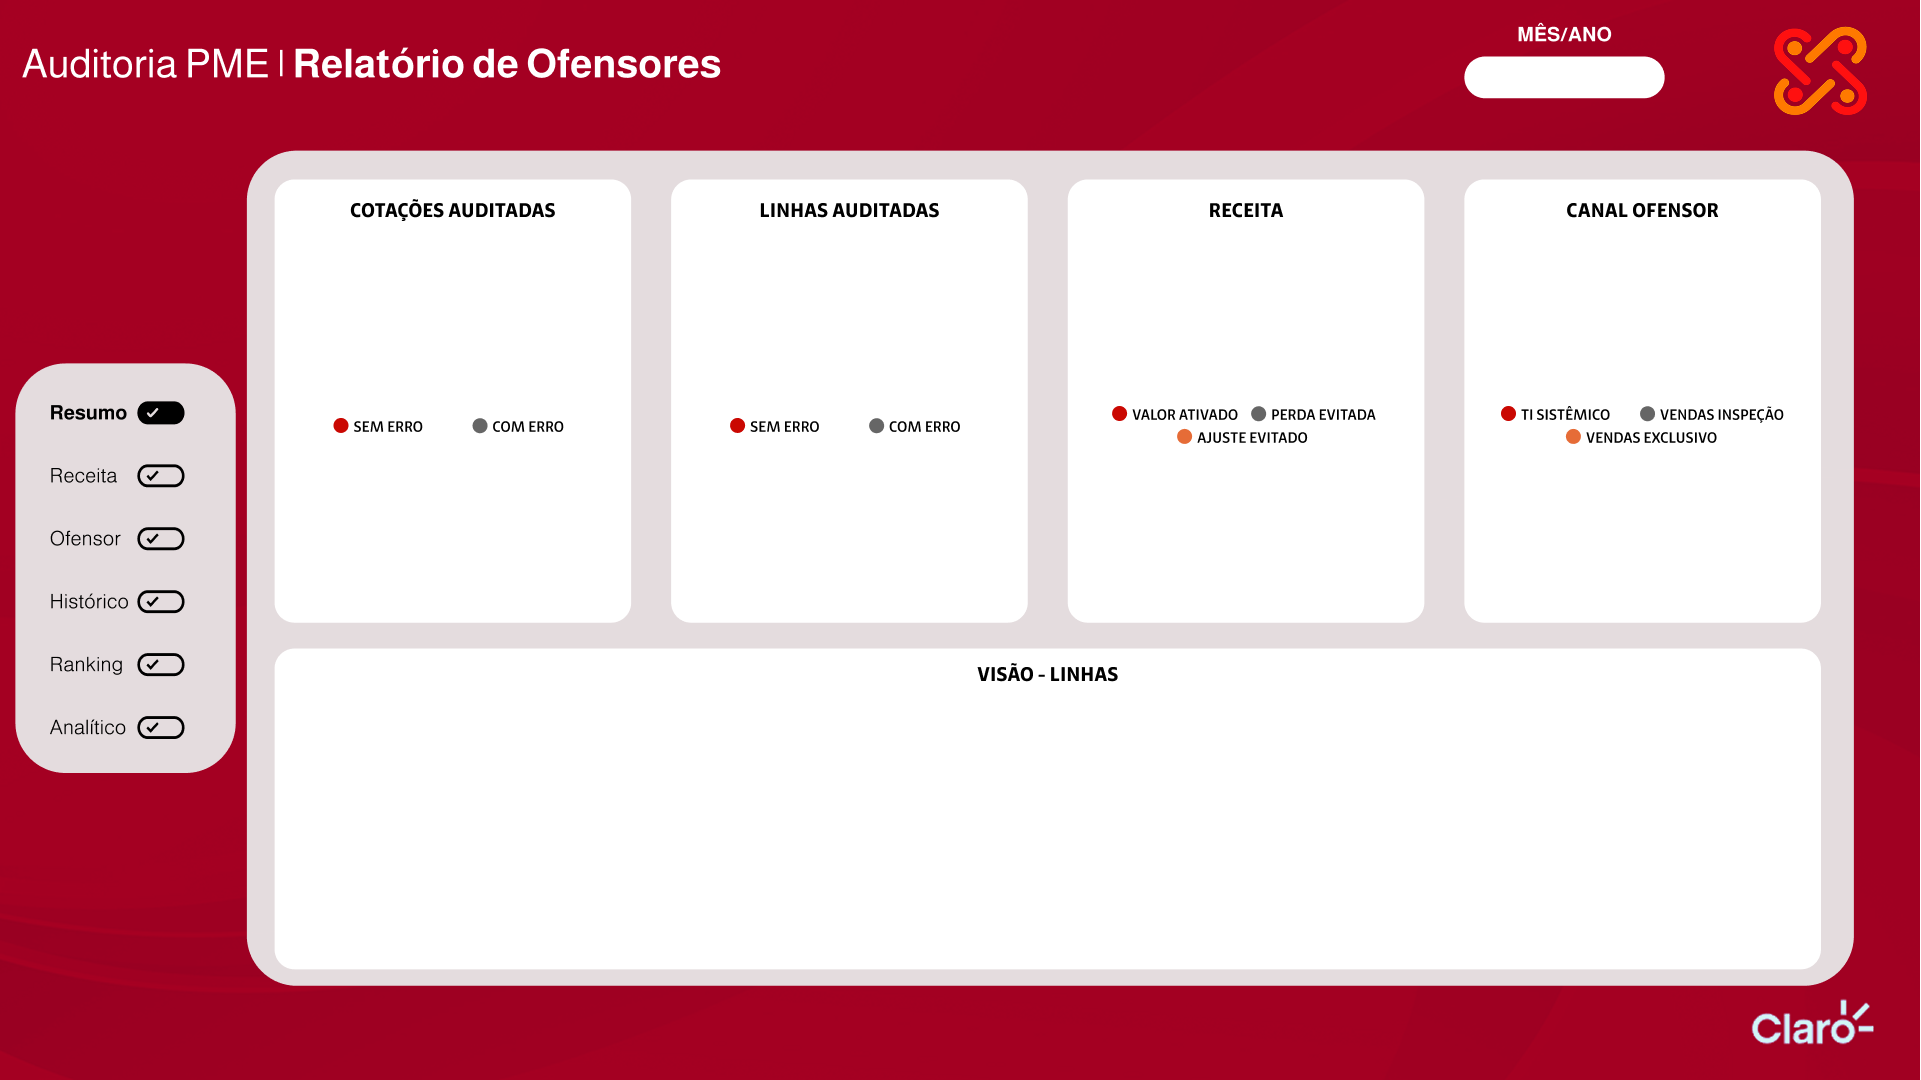 Auditoria PME | Relatório de Ofensores
MÊS/ANO
Resumo
Receita
Ofensor
Histórico
Ranking
Analítico
COTAÇÕES AUDITADAS
SEM ERRO
COM ERRO
LINHAS AUDITADAS
SEM ERRO
COM ERRO
RECEITA
VALOR ATIVADO
PERDA EVITADA
AJUSTE EVITADO
CANAL OFENSOR
TI SISTÊMICO
VENDAS INSPEÇÃO
VENDAS EXCLUSIVO
VISÃO - LINHAS
Claro